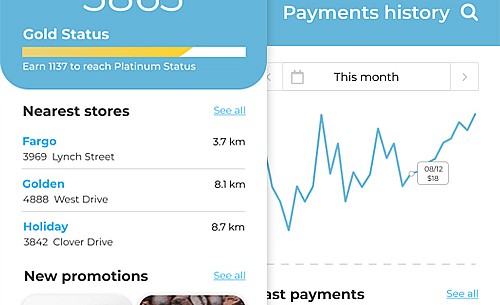 Gold Status
Earn 1137 to reach Platinum Status
Nearest stores
See all
Fargo
3.7 km
3969 Lynch Street
Golden
8.1 km
4888 West Drive
Holiday
8.7 km
3842 Clover Drive
New promotions
See all
Payments history
This month
08/12
$18
ast payments
See all